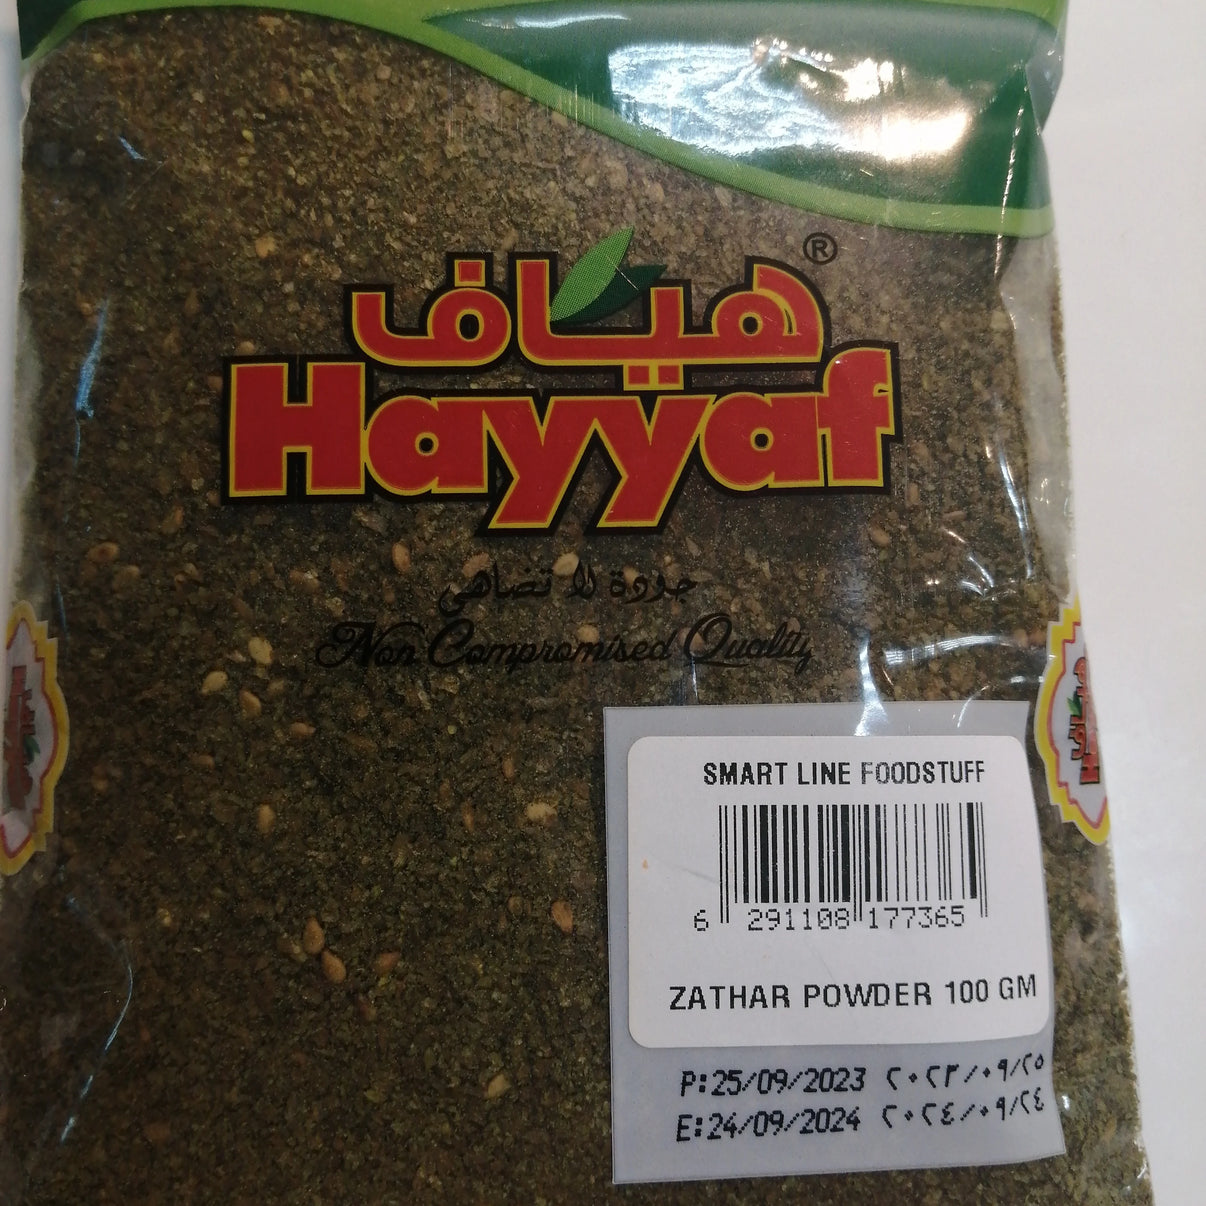 هياف ®
Hayyaf
جودة لا تضاهى
Non Compromised Quality
SMART LINE FOODSTUFF
6 291108 177365
ZATHAR POWDER 100 GM
P:25/09/2023 ٢٠٢٣/٠٩/٢٥
E:24/09/2024 ٢٠٢٤/٠٩/٢٤